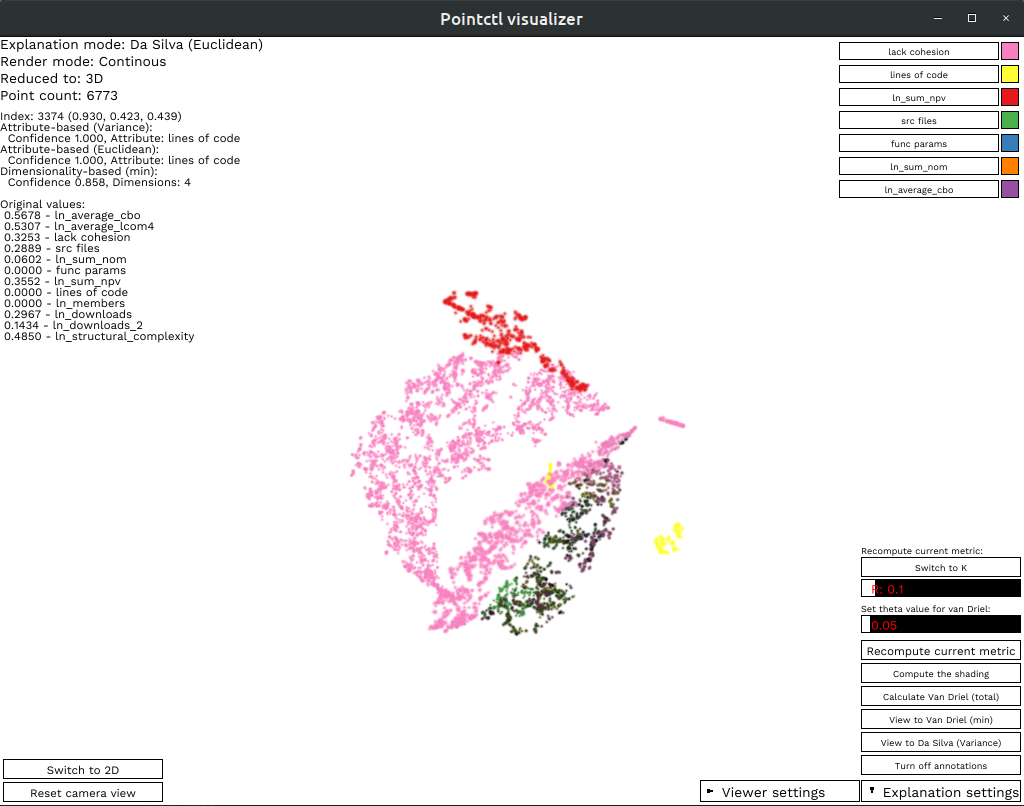 Pointctl visualizer
Explanation mode: Da Silva (Euclidean)
Render mode: Continous
Reduced to: 3D
Point count: 6773
Index: 3374 (0.930, 0.423, 0.439)
Attribute-based (Variance):
Confidence 1.000, Attribute: lines of code
Attribute-based (Euclidean):
Confidence 1.000, Attribute: lines of code
Dimensionality-based (min):
Confidence 0.858, Dimensions: 4
Original values:
0.5678 - ln_average_cbo
0.5307 - ln_average_lcom4
0.3253 - lack cohesion
0.2889 - src files
0.0602 - ln_sum_nom
0.0000 - func params
0.3552 - ln_sum_npv
0.0000 - lines of code
0.0000 - ln_members
0.2967 - ln_downloads
0.1434 - ln_downloads_2
0.4850 - ln_structural_complexity
lack cohesion
lines of code
ln_sum_npv
src files
func params
ln_sum_nom
ln_average_cbo
Recompute current metric:
Switch to K
R: 0.1
Set theta value for van Driel:
0.05
Recompute current metric
Compute the shading
Calculate Van Driel (total)
View to Van Driel (min)
View to Da Silva (Variance)
Turn off annotations
Switch to 2D
Reset camera view
Viewer settings
Explanation settings